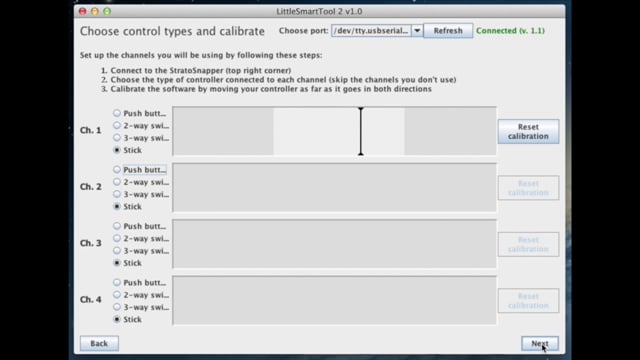 LittleSmartTool 2 v1.0
Choose control types and calibrate Choose port: /dev/tty.usbserial... Refresh Connected (v. 1.1)
Set up the channels you will be using by following these steps:
1. Connect to the StratoSnapper (top right corner)
2. Choose the type of controller connected to each channel (skip the channels you don't use)
3. Calibrate the software by moving your controller as far as it goes in both directions
Ch. 1
Push butt...
2-way swi...
3-way swi...
Stick
Reset
calibration
Ch. 2
Push butt...
2-way swi...
3-way swi...
Stick
Reset
calibration
Ch. 3
Push butt...
2-way swi...
3-way swi...
Stick
Reset
calibration
Ch. 4
Push butt...
2-way swi...
3-way swi...
Stick
Reset
calibration
Back Next